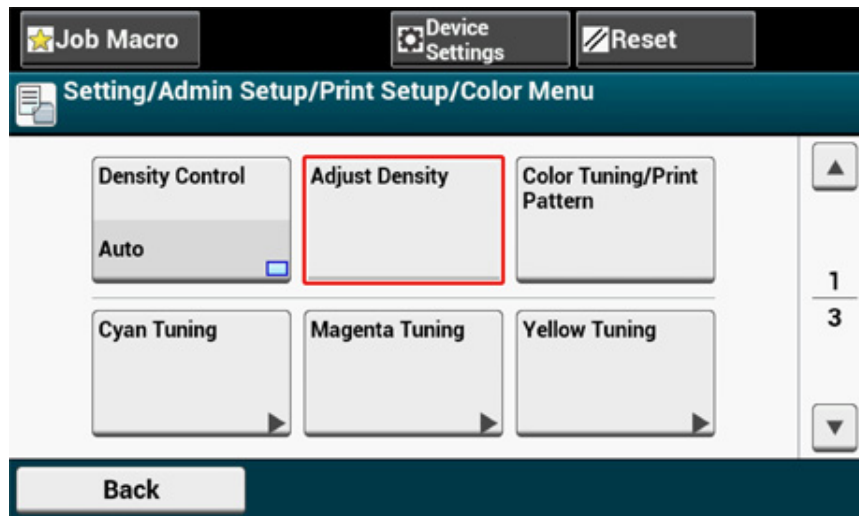 Job Macro
Device
Settings
Reset
Setting/Admin Setup/Print Setup/Color Menu
Density Control
Auto
Adjust Density
Color Tuning/Print
Pattern
1
3
Cyan Tuning
Magenta Tuning
Yellow Tuning
Back